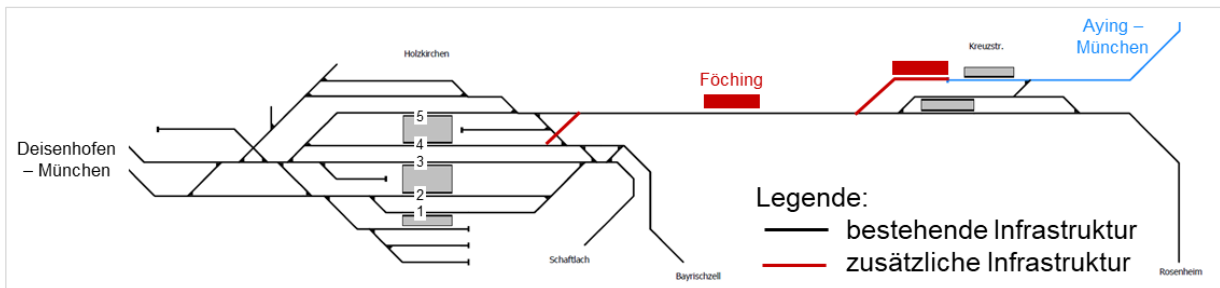 Holzkirchen
Kreuzstr.
Aying –
München
Föching
5
4
3
2
1
Deisenhofen
– München
Schaftlach
Bayrischzell
Rosenheim
Legende:
bestehende Infrastruktur
zusätzliche Infrastruktur